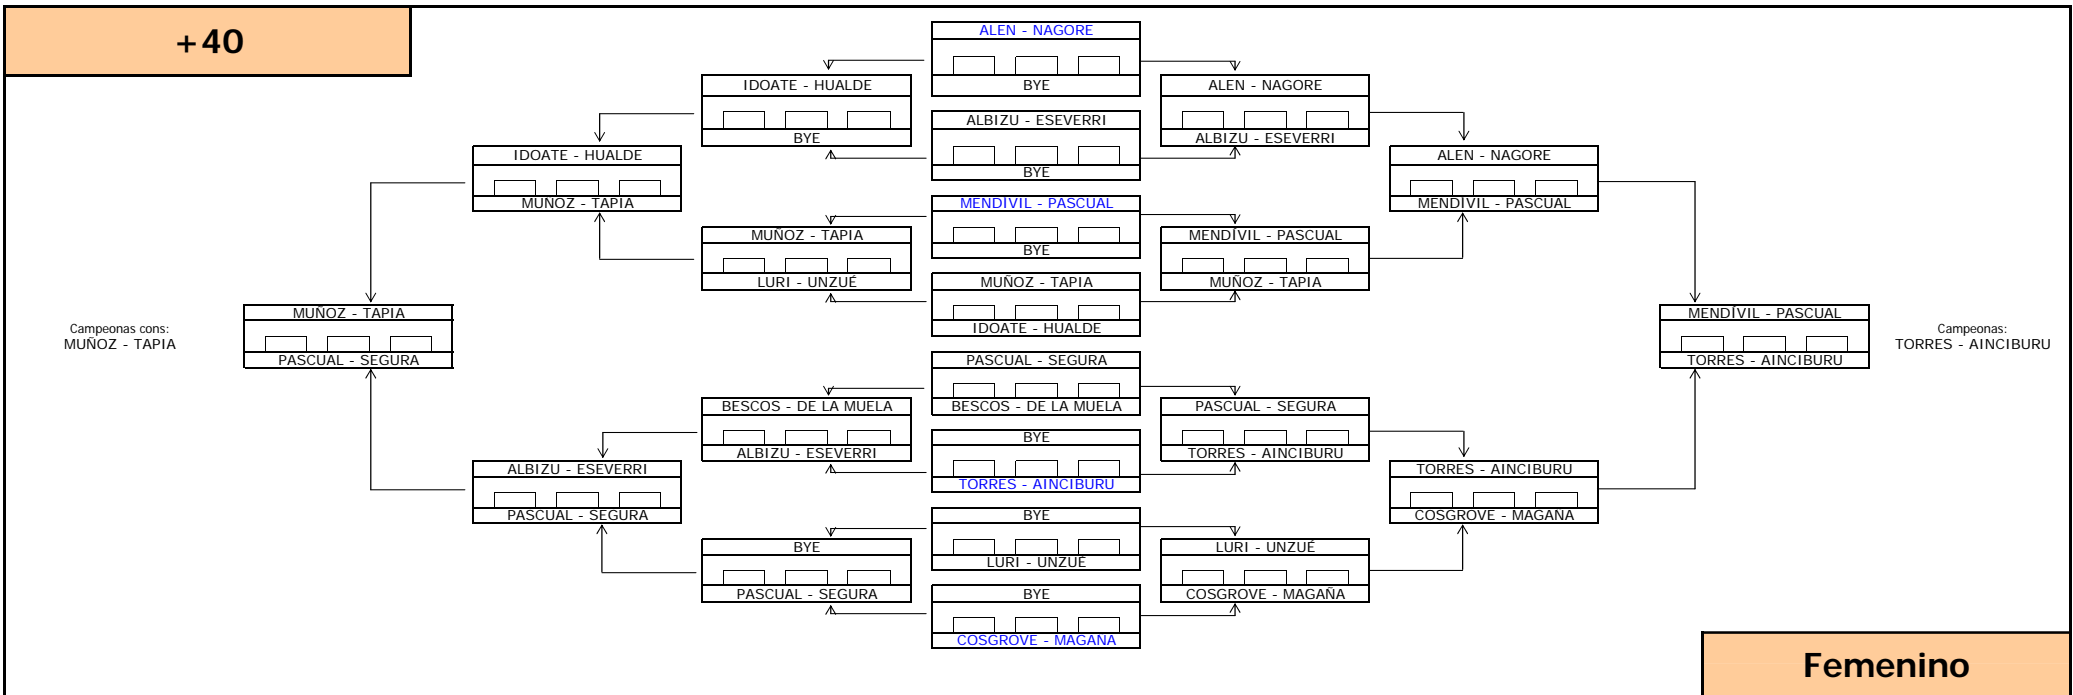 +40
ALEN - NAGORE
BYE
ALBIZU - ESEVERRI
BYE
MENDÍVIL - PASCUAL
BYE
MUÑOZ - TAPIA
IDOATE - HUALDE
PASCUAL - SEGURA
BESCOS - DE LA MUELA
BYE
TORRES - AINCIBURU
BYE
LURI - UNZUÉ
BYE
COSGROVE - MAGAÑA
IDOATE - HUALDE
BYE
MUÑOZ - TAPIA
LURI - UNZUÉ
BESCOS - DE LA MUELA
ALBIZU - ESEVERRI
BYE
PASCUAL - SEGURA
IDOATE - HUALDE
MUÑOZ - TAPIA
ALBIZU - ESEVERRI
PASCUAL - SEGURA
MUÑOZ - TAPIA
PASCUAL - SEGURA
Campeonas cons:
MUÑOZ - TAPIA
ALEN - NAGORE
ALBIZU - ESEVERRI
MENDÍVIL - PASCUAL
MUÑOZ - TAPIA
PASCUAL - SEGURA
TORRES - AINCIBURU
LURI - UNZUÉ
COSGROVE - MAGAÑA
ALEN - NAGORE
MENDÍVIL - PASCUAL
TORRES - AINCIBURU
COSGROVE - MAGAÑA
MENDÍVIL - PASCUAL
TORRES - AINCIBURU
Campeonas:
TORRES - AINCIBURU
Femenino